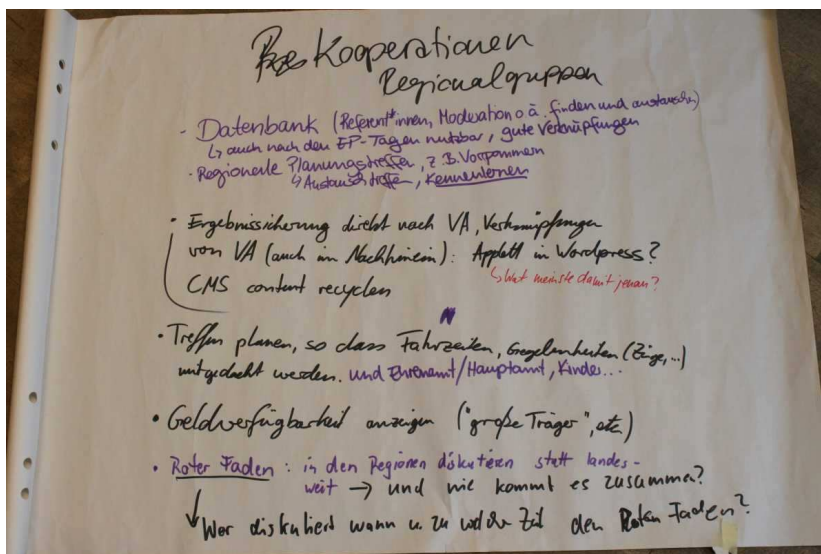 Kooperationen
Regionalgruppen
- Datenbank (Referent*innen, Moderation o.ä. finden und austauschen)
↳ auch nach den EP-Tagen nutzbar, gute Verknüpfungen
- Regionale Planungstreffen, z.B. Vorpommern
↳ Austauschtreffen, Kennenlernen
• Ergebnissicherung direkt nach VA, Verknüpfungen
von VA (auch im Nachhinein): Applett in Wordpress?
↳ Wat meinste damit jenau?
CMS content recyclen
• Treffen planen, so dass Fahrzeiten, Gegebenheiten (Züge,...)
mitgedacht werden. und Ehrenamt/Hauptamt, Kinder...
• Geldverfügbarkeit anzeigen ("große Träger", etc.)
• Roter Faden: in den Regionen diskutieren statt landes-
weit → und wie kommt es zusammen?
↓ Wer diskutiert wann u. zu welcher Zeit den Roten Faden?